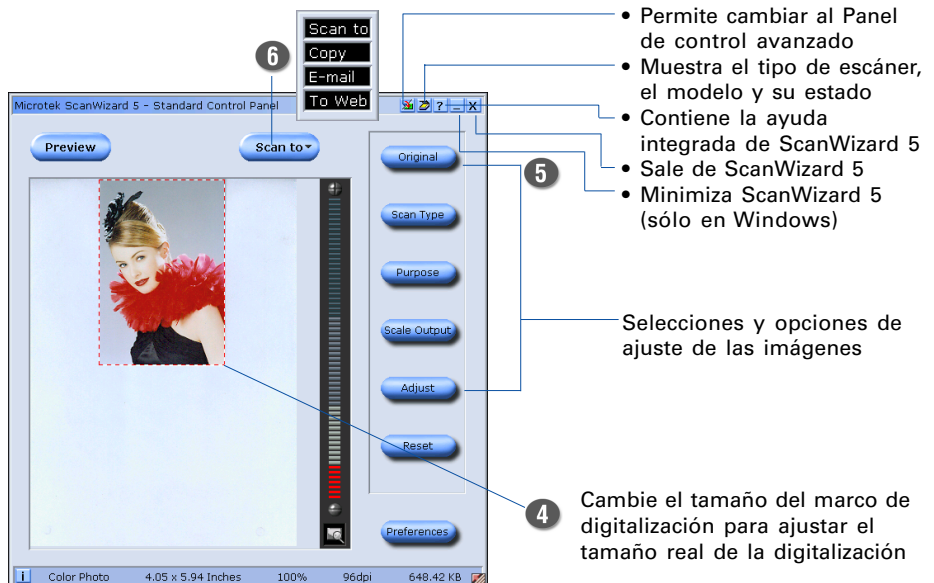 Scan to
Copy
E-mail
To Web
6
Microtek ScanWizard 5 - Standard Control Panel
? _ X
Preview
Scan to
Original
Scan Type
Purpose
Scale Output
Adjust
Reset
Preferences
i Color Photo 4.05 x 5.94 Inches 100% 96dpi 648.42 KB
• Permite cambiar al Panel
de control avanzado
• Muestra el tipo de escáner,
el modelo y su estado
• Contiene la ayuda
integrada de ScanWizard 5
• Sale de ScanWizard 5
• Minimiza ScanWizard 5
(sólo en Windows)
5
Selecciones y opciones de
ajuste de las imágenes
4
Cambie el tamaño del marco de
digitalización para ajustar el
tamaño real de la digitalización